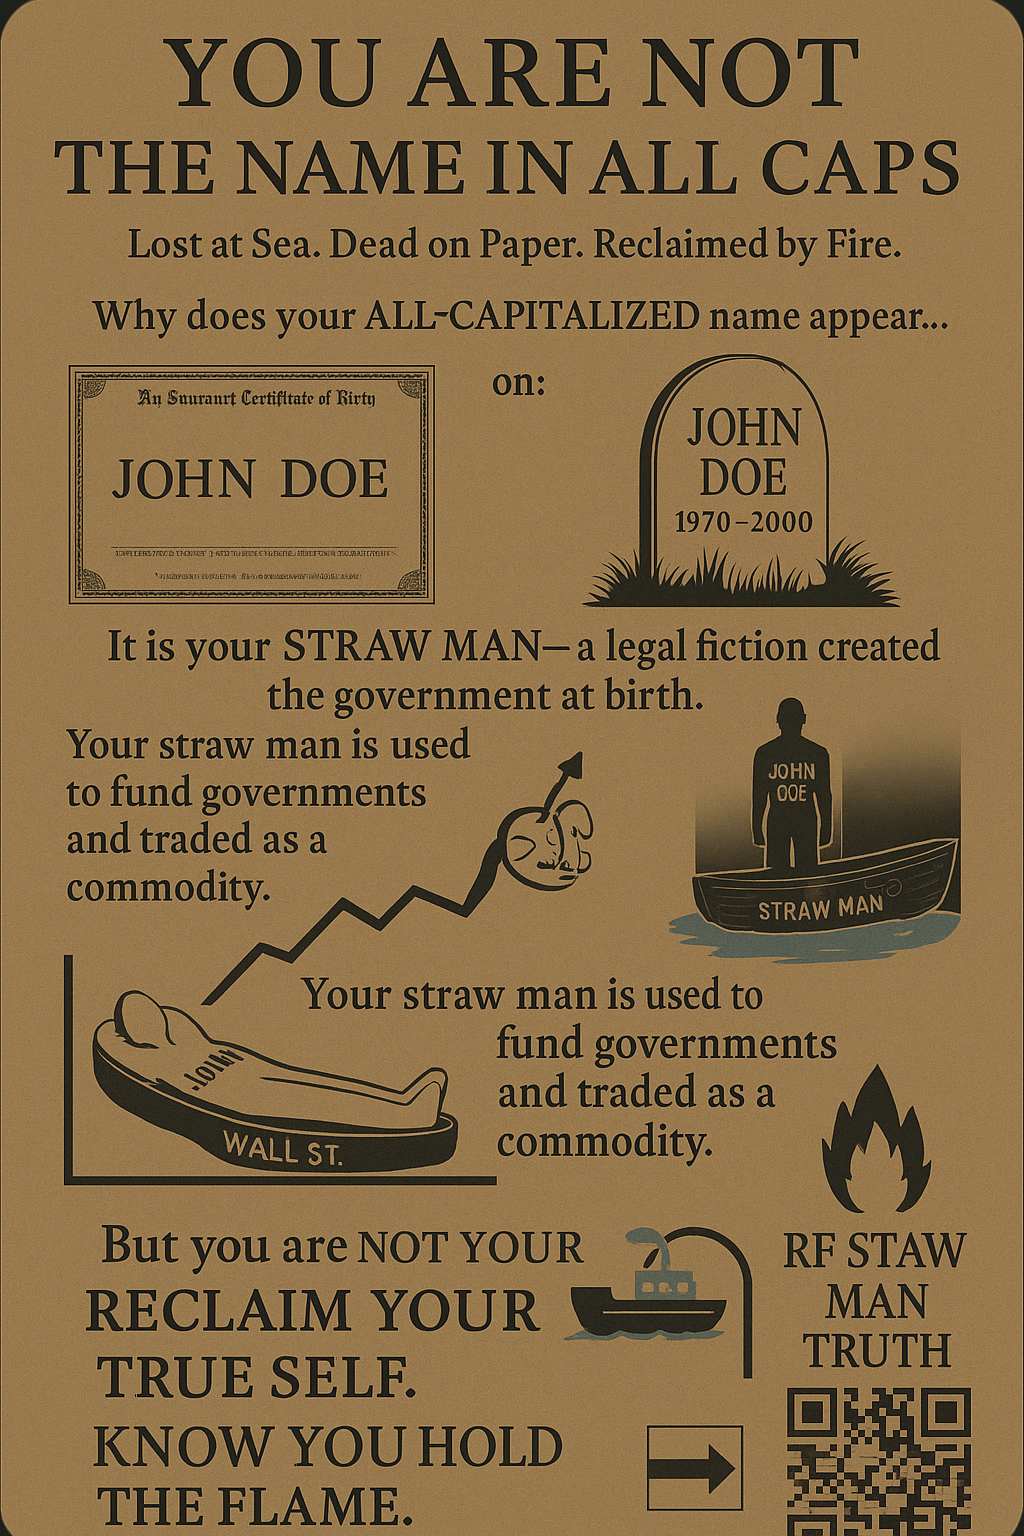 YOU ARE NOT
THE NAME IN ALL CAPS
Lost at Sea. Dead on Paper. Reclaimed by Fire.
Why does your ALL-CAPITALIZED name appear...
on:
An Snuranrt Certifltate of Rirty
JOHN DOE
JOHN
DOE
1970–2000
It is your STRAW MAN—a legal fiction created
the government at birth.
Your straw man is used
to fund governments
and traded as a
commodity.
JOHN
DOE
STRAW MAN
Your straw man is used to
fund governments
and traded as a
commodity.
WALL ST.
But you are NOT YOUR
RECLAIM YOUR
TRUE SELF.
KNOW YOU HOLD
THE FLAME.
RF STAW
MAN
TRUTH